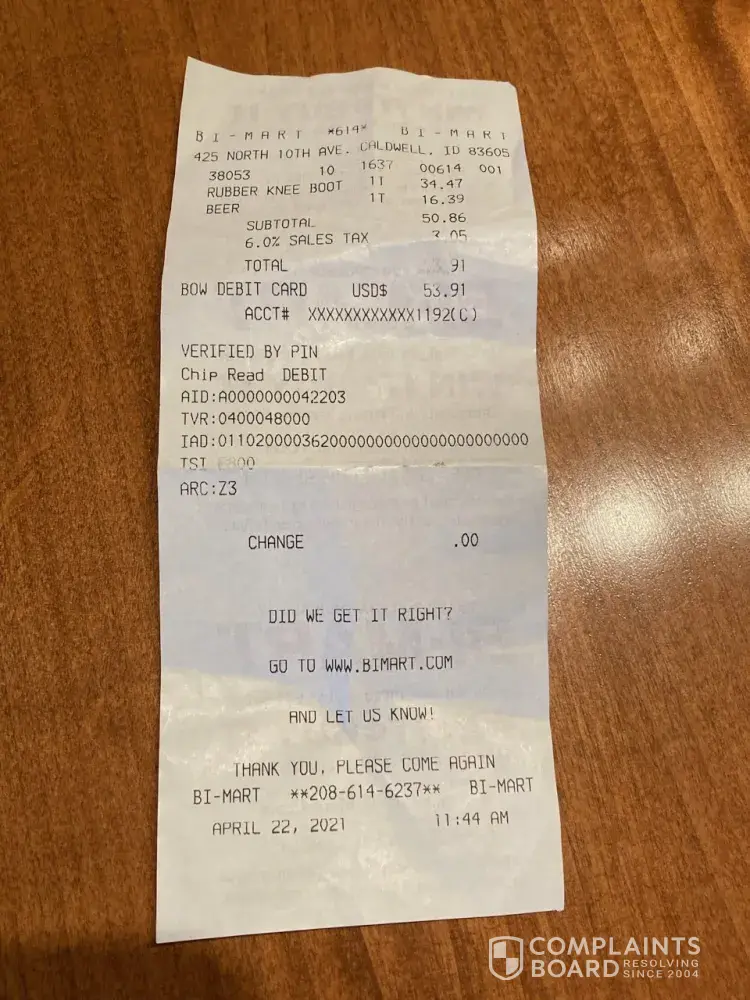 BI-MART *614* BI-MART
425 NORTH 10TH AVE. CALDWELL, ID 83605
38053 10 1637 00614 001
RUBBER KNEE BOOT 1T 34.47
BEER 1T 16.39
SUBTOTAL 50.86
6.0% SALES TAX 3.05
TOTAL 91
BOW DEBIT CARD USD$ 53.91
ACCT# XXXXXXXXXXXX1192(C)
VERIFIED BY PIN
Chip Read DEBIT
AID:A0000000042203
TVR:0400048000
IAD:0110200003620000000000000000000000
TSI E800
ARC:Z3
CHANGE .00
DID WE GET IT RIGHT?
GO TO WWW.BIMART.COM
AND LET US KNOW!
THANK YOU, PLEASE COME AGAIN
BI-MART **208-614-6237** BI-MART
APRIL 22, 2021 11:44 AM
COMPLAINTS
BOARD RESOLVING
SINCE 2004